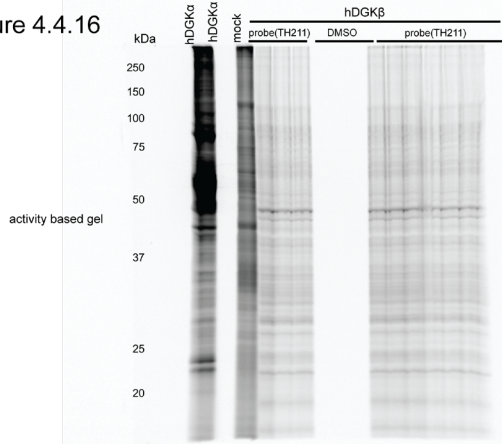 ure 4.4.16
hDGKβ
kDa
hDGKα
hDGKα
mock
probe(TH211)
DMSO
probe(TH211)
250
150
100
75
50
activity based gel
37
25
20